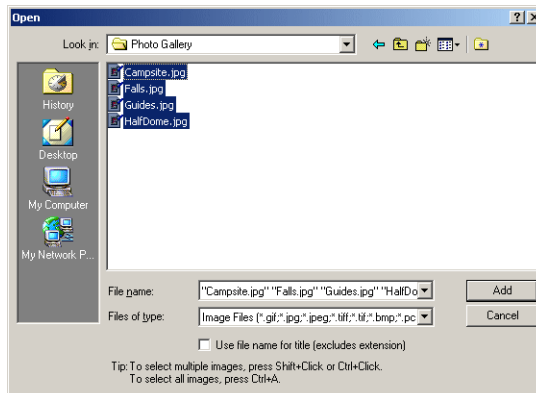 Open
Look in: Photo Gallery
Campsite.jpg
Falls.jpg
Guides.jpg
HalfDome.jpg
History
Desktop
My Computer
My Network P...
File name: "Campsite.jpg" "Falls.jpg" "Guides.jpg" "HalfDo
Add
Files of type: Image Files (*.gif;*.jpg;*.jpeg;*.tiff;*.tif;*.bmp;*.pc
Cancel
Use file name for title (excludes extension)
Tip: To select multiple images, press Shift+Click or Ctrl+Click.
To select all images, press Ctrl+A.